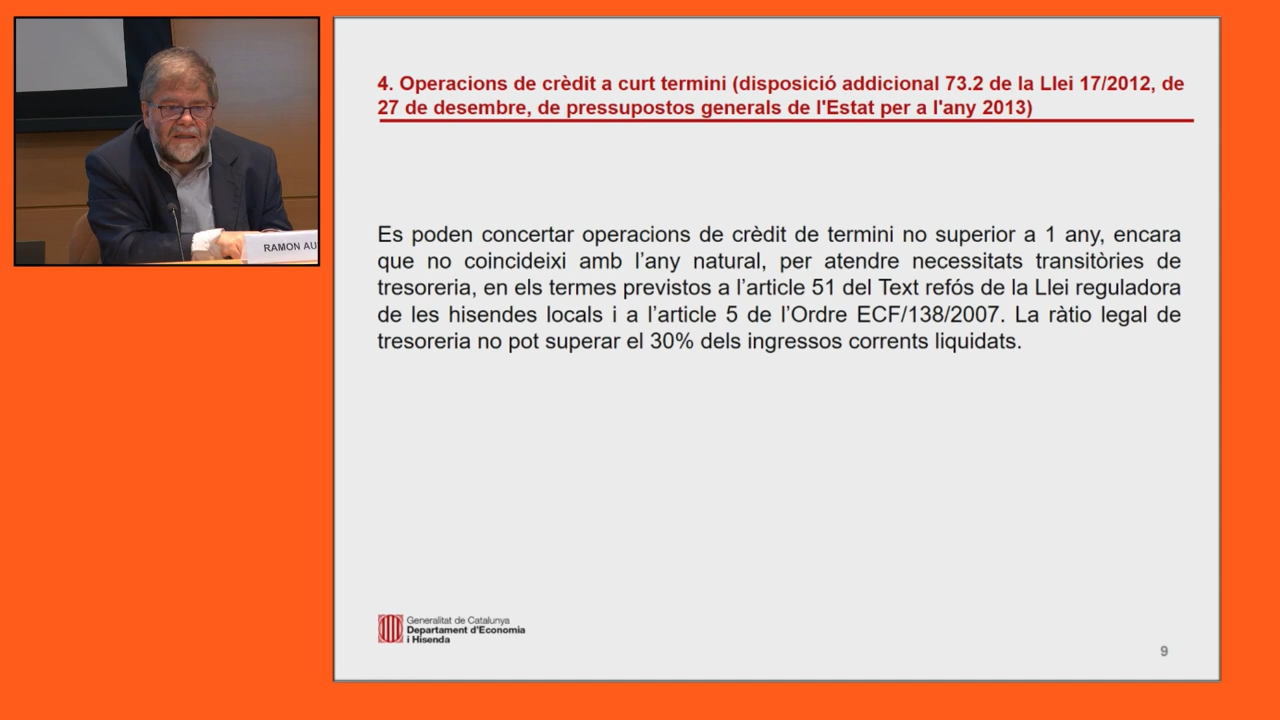 4. Operacions de crèdit a curt termini (disposició addicional 73.2 de la Llei 17/2012, de
27 de desembre, de pressupostos generals de l'Estat per a l'any 2013)
Es poden concertar operacions de crèdit de termini no superior a 1 any, encara
que no coincideixi amb l’any natural, per atendre necessitats transitòries de
tresoreria, en els termes previstos a l’article 51 del Text refós de la Llei reguladora
de les hisendes locals i a l’article 5 de l’Ordre ECF/138/2007. La ràtio legal de
tresoreria no pot superar el 30% dels ingressos corrents liquidats.
RAMON AU
Generalitat de Catalunya
Departament d'Economia
i Hisenda
9